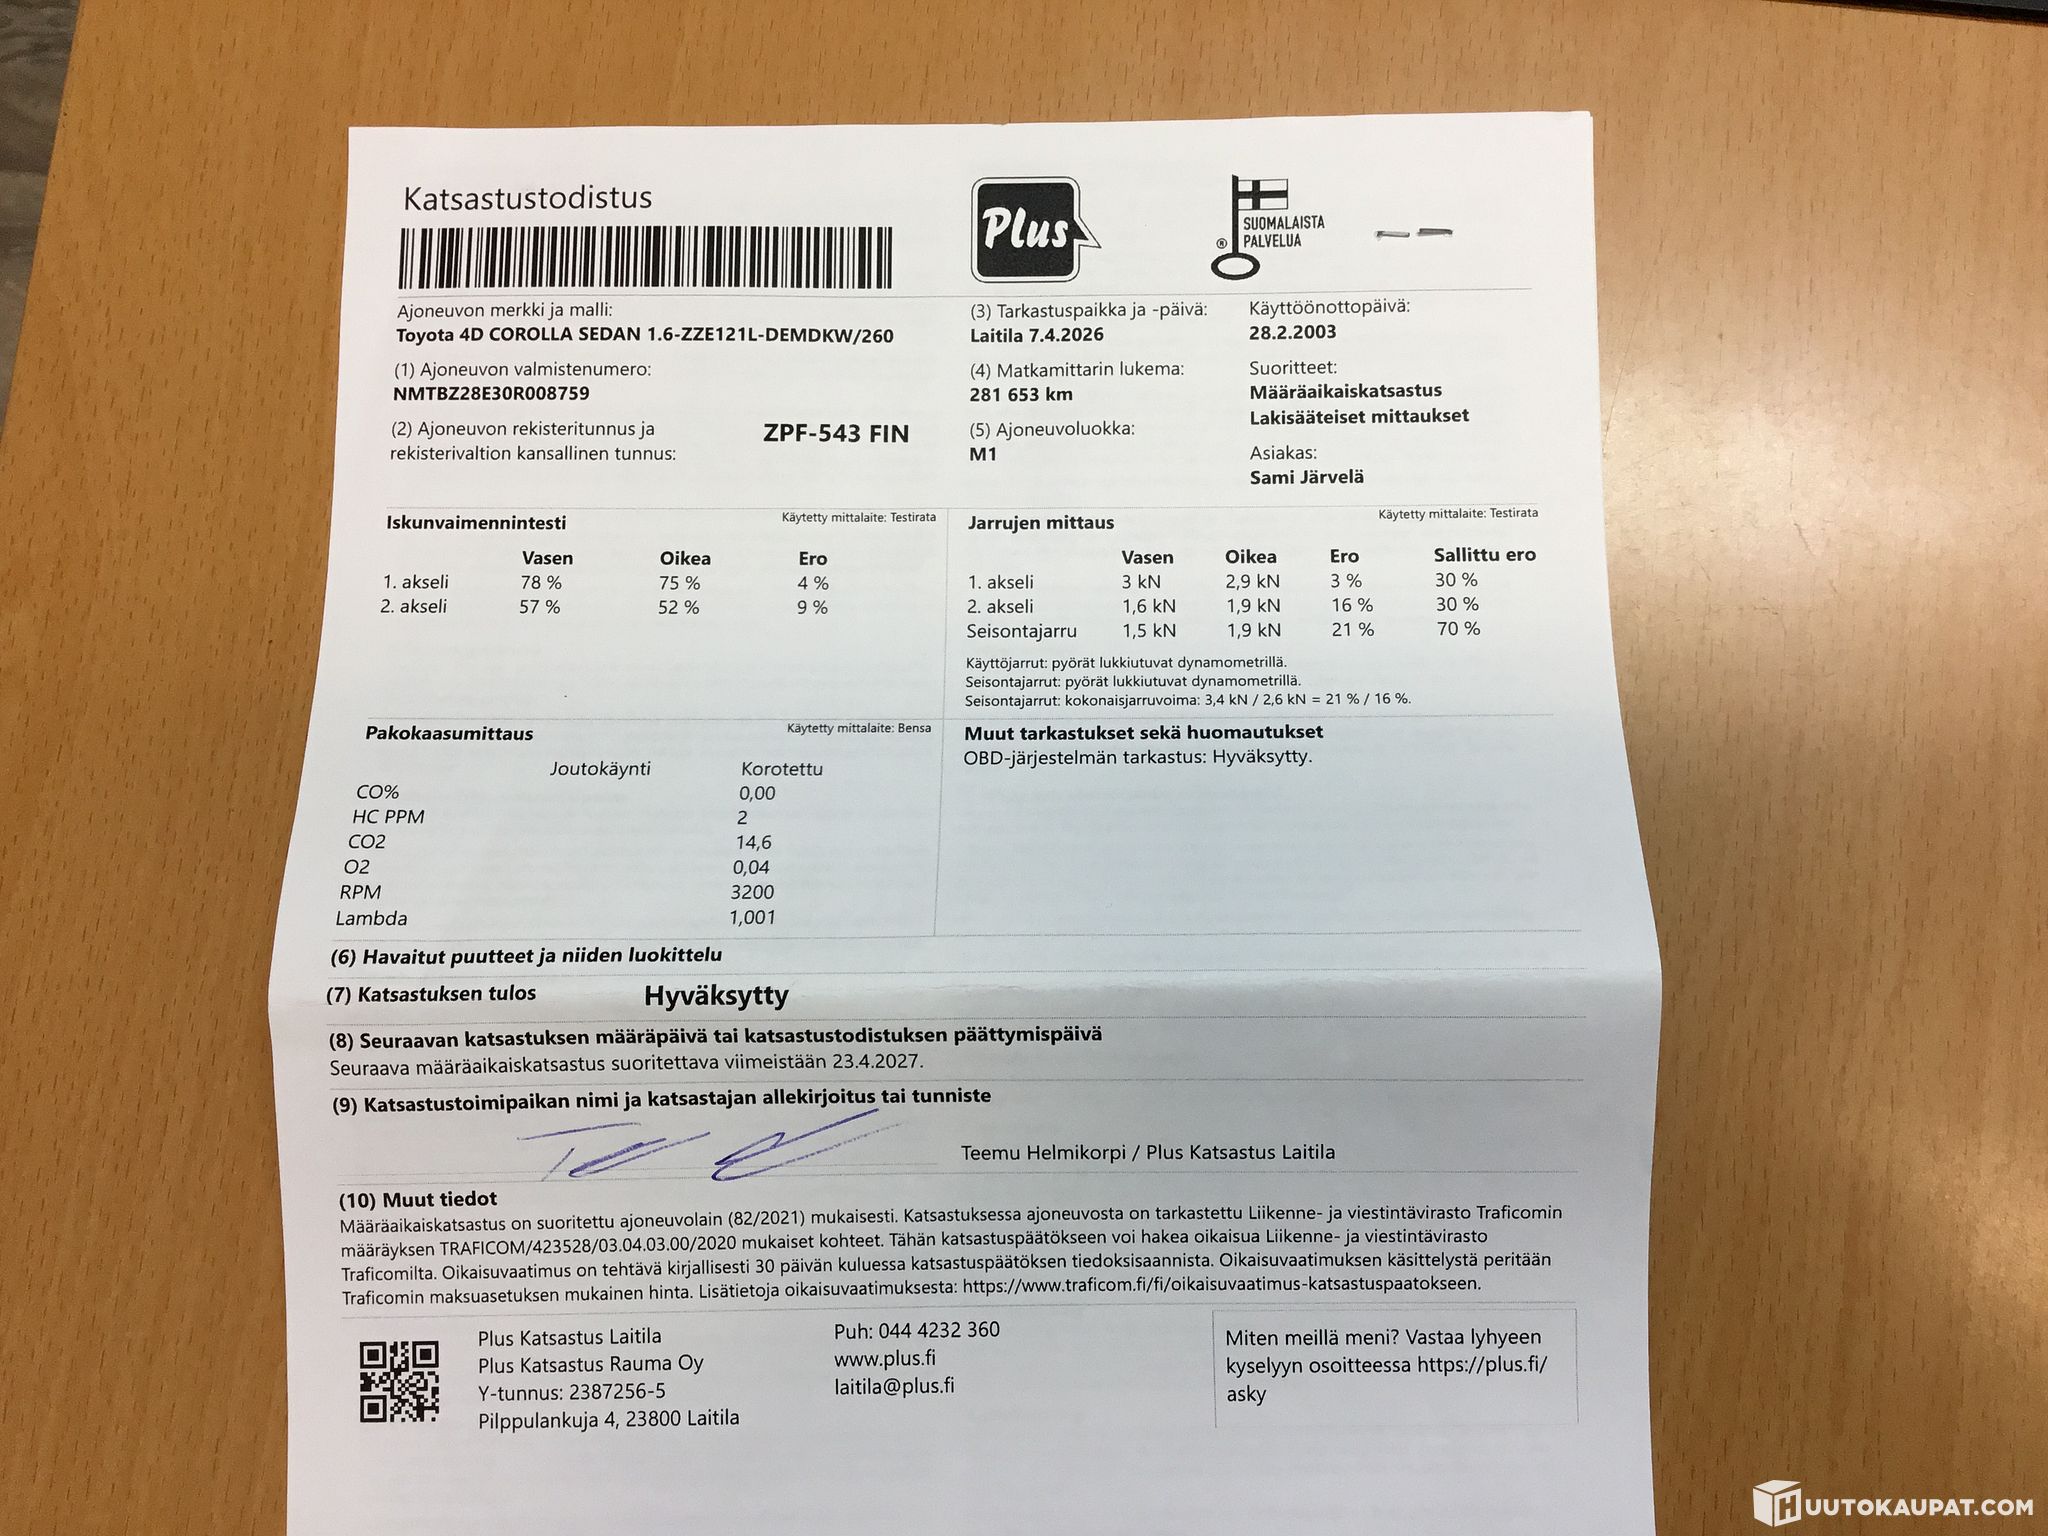 Katsastustodistus
Plus
SUOMALAISTA
PALVELUA
®
Ajoneuvon merkki ja malli:
Toyota 4D COROLLA SEDAN 1.6-ZZE121L-DEMDKW/260
(1) Ajoneuvon valmistenumero:
NMTBZ28E30R008759
(2) Ajoneuvon rekisteritunnus ja
rekisterivaltion kansallinen tunnus:
ZPF-543 FIN
(3) Tarkastuspaikka ja -päivä:
Laitila 7.4.2026
(4) Matkamittarin lukema:
281 653 km
(5) Ajoneuvoluokka:
M1
Käyttöönottopäivä:
28.2.2003
Suoritteet:
Määräaikaiskatsastus
Lakisääteiset mittaukset
Asiakas:
Sami Järvelä
Iskunvaimennintesti Käytetty mittalaite: Testirata
Vasen Oikea Ero
1. akseli 78 % 75 % 4 %
2. akseli 57 % 52 % 9 %
Jarrujen mittaus Käytetty mittalaite: Testirata
Vasen Oikea Ero Sallittu ero
1. akseli 3 kN 2,9 kN 3 % 30 %
2. akseli 1,6 kN 1,9 kN 16 % 30 %
Seisontajarru 1,5 kN 1,9 kN 21 % 70 %
Käyttöjarrut: pyörät lukkiutuvat dynamometrillä.
Seisontajarrut: pyörät lukkiutuvat dynamometrillä.
Seisontajarrut: kokonaisjarruvoima: 3,4 kN / 2,6 kN = 21 % / 16 %.
Pakokaasumittaus Käytetty mittalaite: Bensa
Joutokäynti Korotettu
CO% 0,00
HC PPM 2
CO2 14,6
O2 0,04
RPM 3200
Lambda 1,001
Muut tarkastukset sekä huomautukset
OBD-järjestelmän tarkastus: Hyväksytty.
(6) Havaitut puutteet ja niiden luokittelu
(7) Katsastuksen tulos Hyväksytty
(8) Seuraavan katsastuksen määräpäivä tai katsastustodistuksen päättymispäivä
Seuraava määräaikaiskatsastus suoritettava viimeistään 23.4.2027.
(9) Katsastustoimipaikan nimi ja katsastajan allekirjoitus tai tunniste
Teemu Helmikorpi / Plus Katsastus Laitila
(10) Muut tiedot
Määräaikaiskatsastus on suoritettu ajoneuvolain (82/2021) mukaisesti. Katsastuksessa ajoneuvosta on tarkastettu Liikenne- ja viestintävirasto Traficomin
määräyksen TRAFICOM/423528/03.04.03.00/2020 mukaiset kohteet. Tähän katsastuspäätökseen voi hakea oikaisua Liikenne- ja viestintävirasto
Traficomilta. Oikaisuvaatimus on tehtävä kirjallisesti 30 päivän kuluessa katsastuspäätöksen tiedoksisaannista. Oikaisuvaatimuksen käsittelystä peritään
Traficomin maksuasetuksen mukainen hinta. Lisätietoja oikaisuvaatimuksesta: https://www.traficom.fi/fi/oikaisuvaatimus-katsastuspaatokseen.
Plus Katsastus Laitila
Plus Katsastus Rauma Oy
Y-tunnus: 2387256-5
Pilppulankuja 4, 23800 Laitila
Puh: 044 4232 360
www.plus.fi
laitila@plus.fi
Miten meillä meni? Vastaa lyhyeen
kyselyyn osoitteessa https://plus.fi/
asky
HUUTOKAUPAT.COM